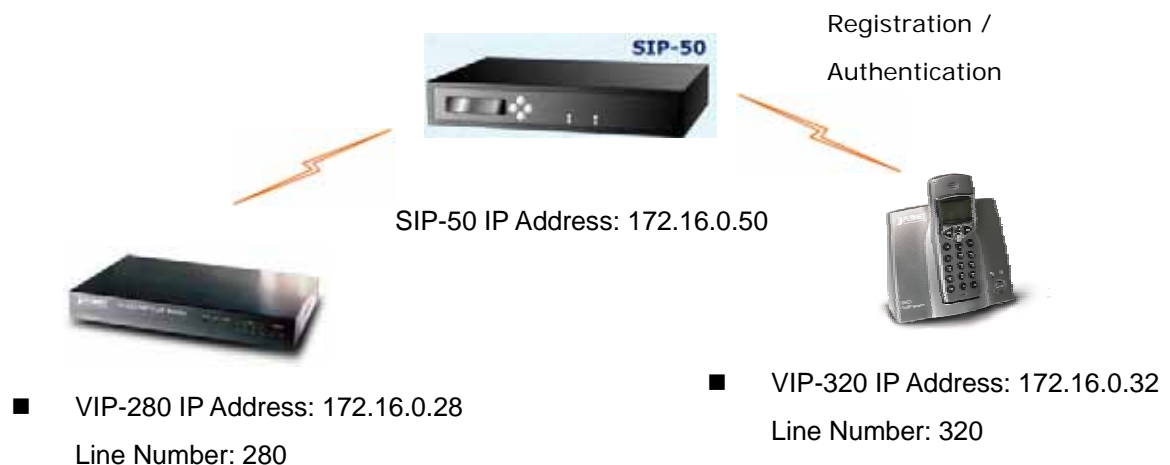 Registration /
Authentication
SIP-50
SIP-50 IP Address: 172.16.0.50
VIP-280 IP Address: 172.16.0.28
Line Number: 280
VIP-320 IP Address: 172.16.0.32
Line Number: 320